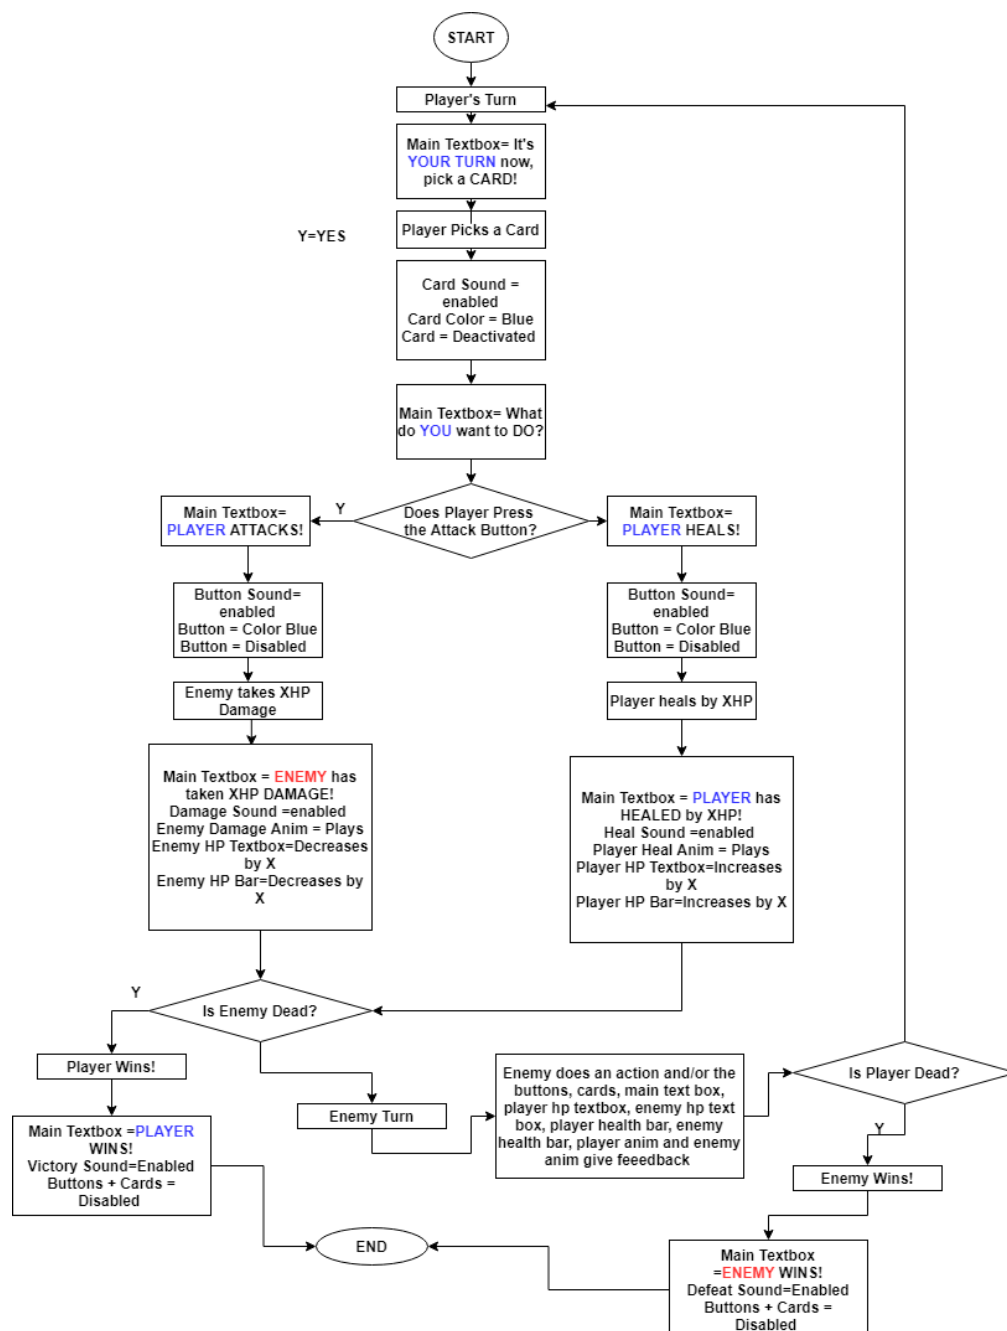 START
Player's Turn
Main Textbox= It's
YOUR TURN now,
pick a CARD!
Y=YES
Player Picks a Card
Card Sound =
enabled
Card Color = Blue
Card = Deactivated
Main Textbox= What
do YOU want to DO?
Does Player Press
the Attack Button?
Y
Main Textbox=
PLAYER ATTACKS!
Main Textbox=
PLAYER HEALS!
Button Sound=
enabled
Button = Color Blue
Button = Disabled
Button Sound=
enabled
Button = Color Blue
Button = Disabled
Enemy takes XHP
Damage
Player heals by XHP
Main Textbox = ENEMY has
taken XHP DAMAGE!
Damage Sound =enabled
Enemy Damage Anim = Plays
Enemy HP Textbox=Decreases
by X
Enemy HP Bar=Decreases by
X
Main Textbox = PLAYER has
HEALED by XHP!
Heal Sound =enabled
Player Heal Anim = Plays
Player HP Textbox=Increases
by X
Player HP Bar=Increases by X
Y
Is Enemy Dead?
Player Wins!
Main Textbox =PLAYER
WINS!
Victory Sound=Enabled
Buttons + Cards =
Disabled
Enemy Turn
Enemy does an action and/or the
buttons, cards, main text box,
player hp textbox, enemy hp text
box, player health bar, enemy
health bar, player anim and enemy
anim give feeedback
Is Player Dead?
Y
Enemy Wins!
END
Main Textbox
=ENEMY WINS!
Defeat Sound=Enabled
Buttons + Cards =
Disabled